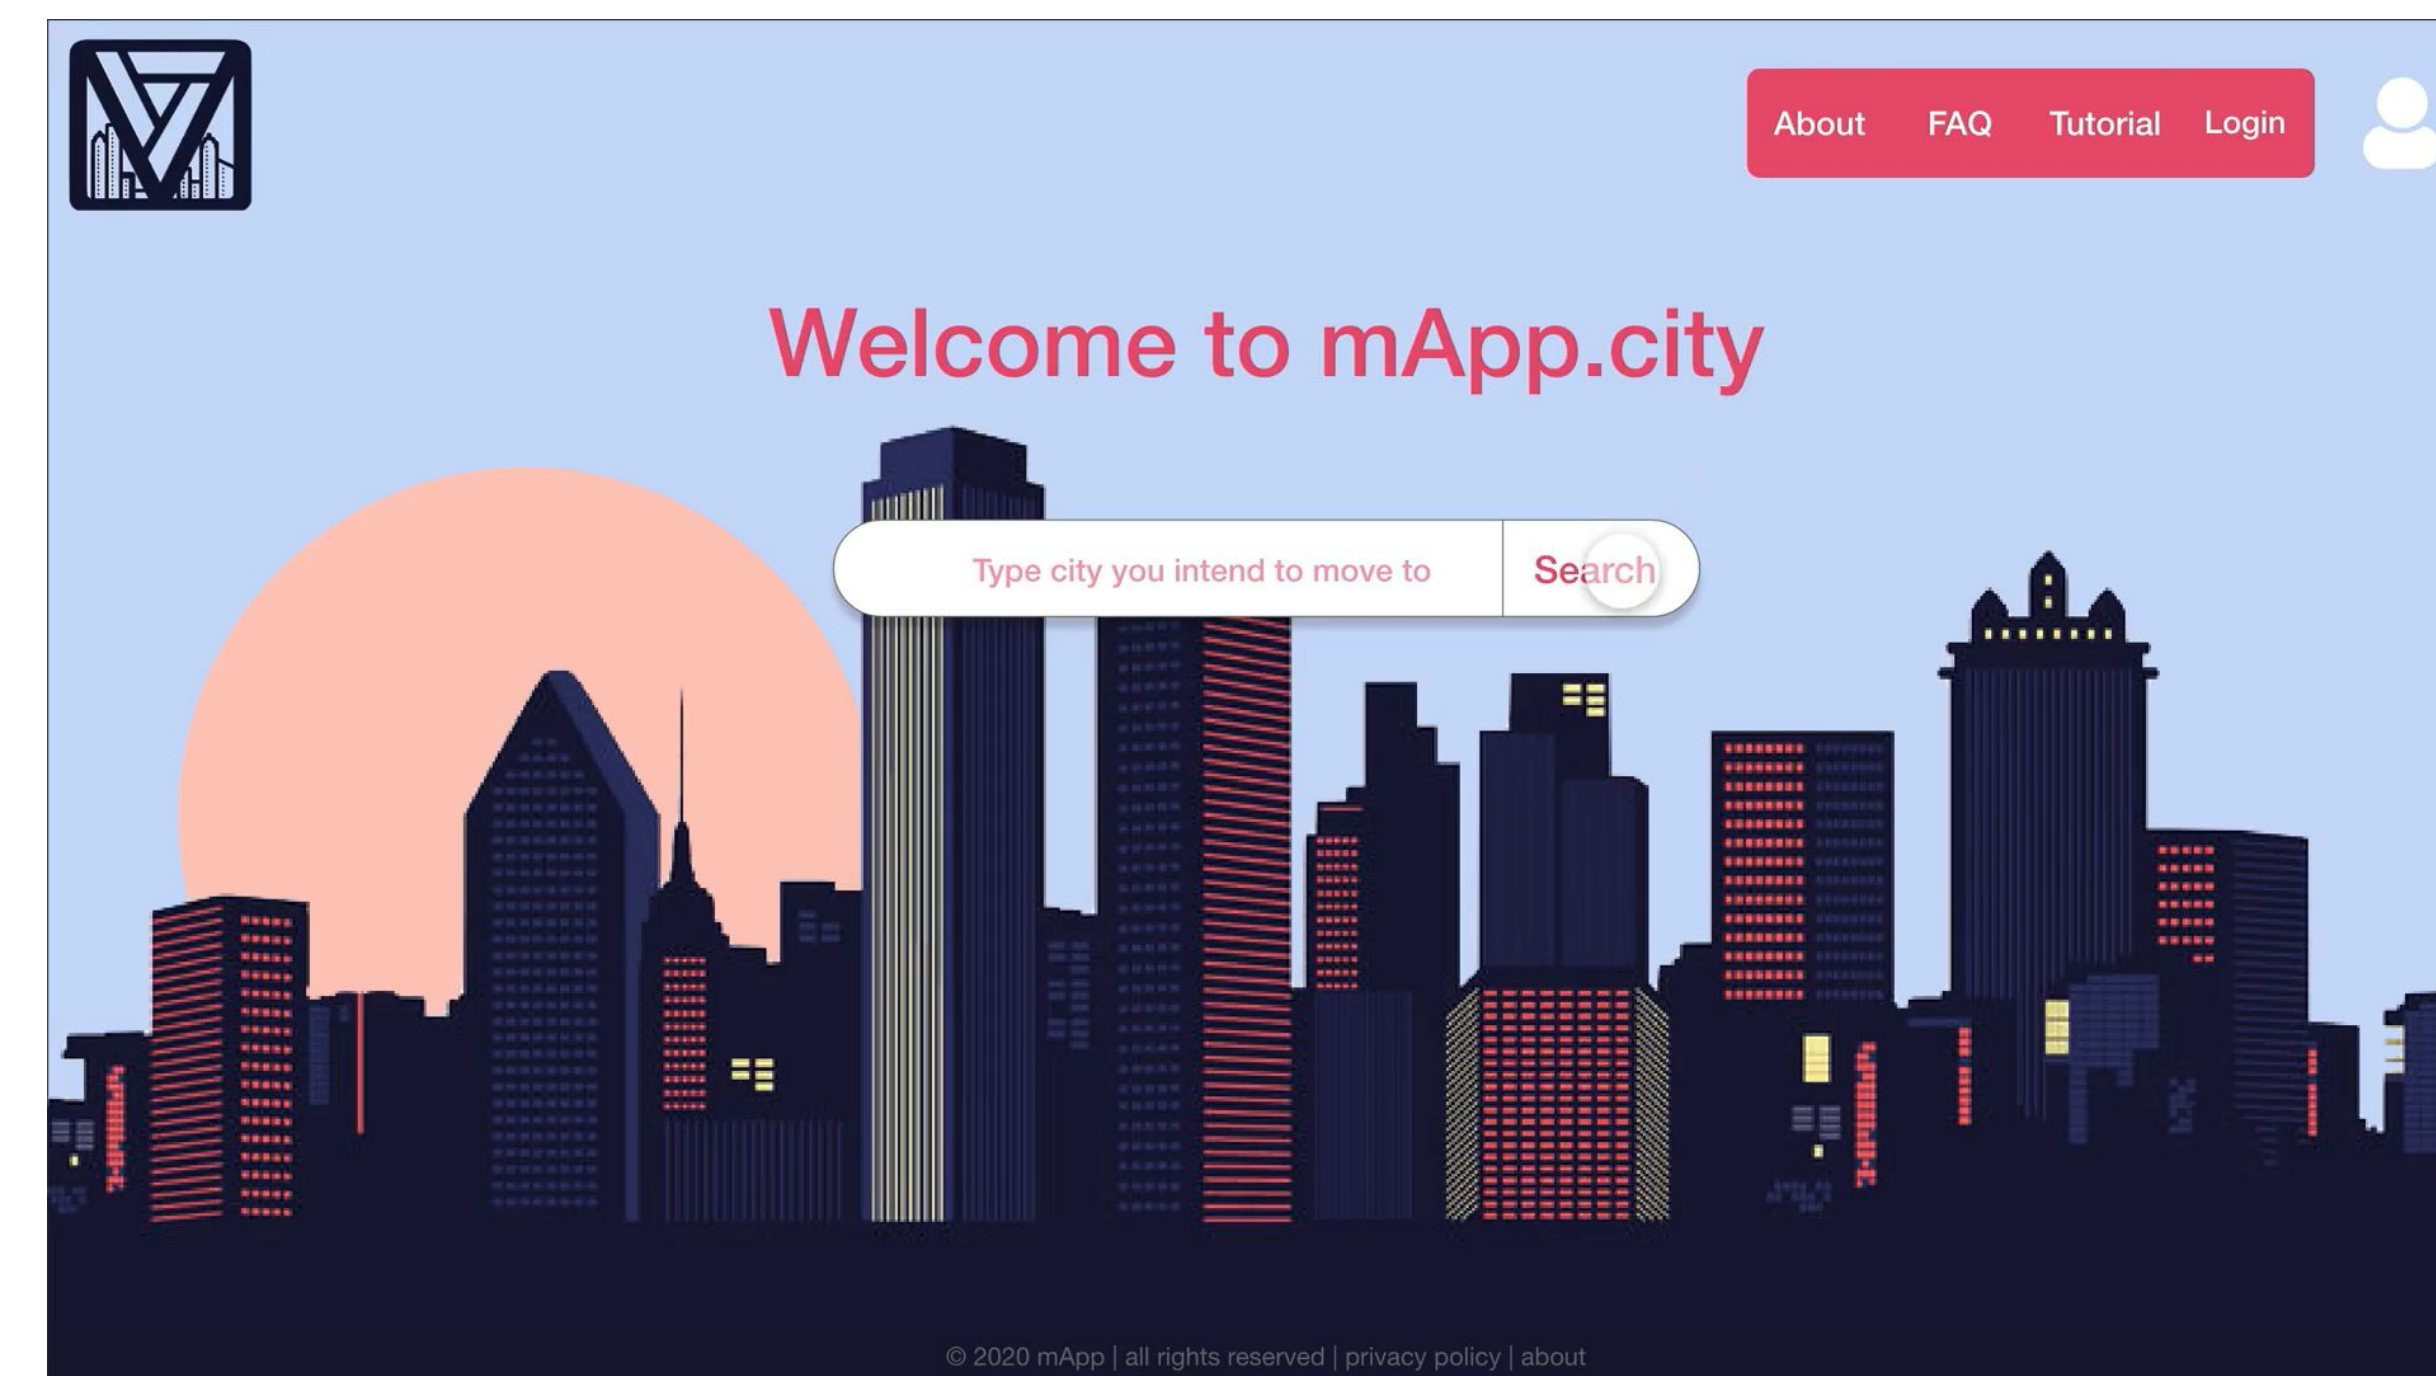 About FAQ Tutorial Login
Welcome to mApp.city
Type city you intend to move to Search
© 2020 mApp | all rights reserved | privacy policy | about